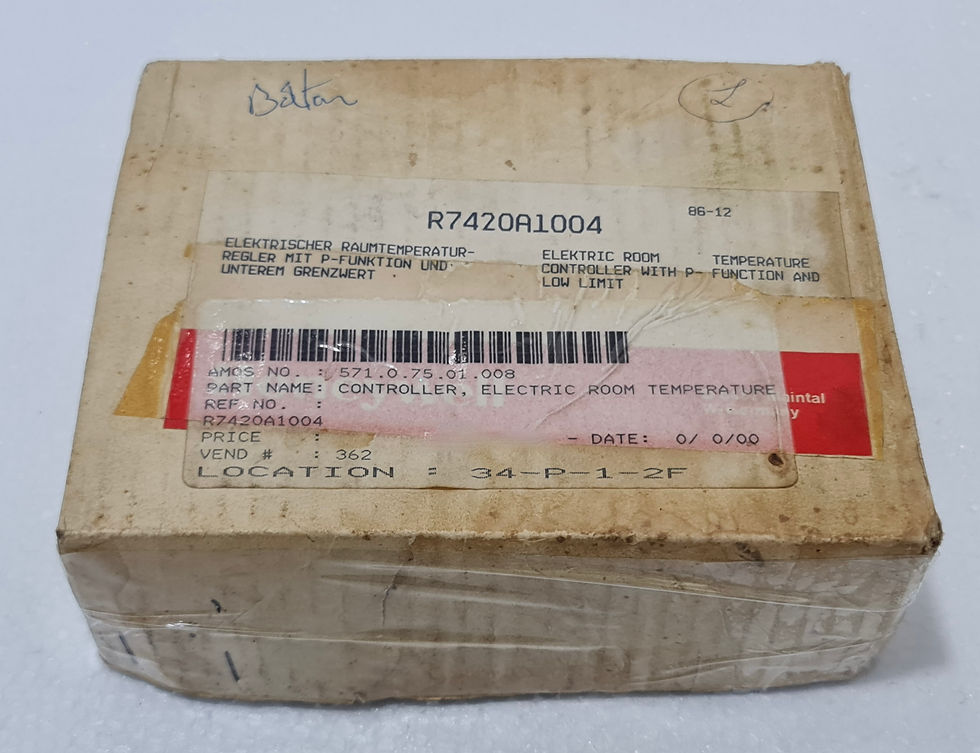 Batan
L
86-12
R7420A1004
ELEKTRISCHER RAUMTEMPERATUR-
REGLER MIT P-FUNKTION UND
UNTEREM GRENZWERT
ELECTRIC ROOM TEMPERATURE
CONTROLLER WITH P- FUNCTION AND
LOW LIMIT
AMOS NO. : 571.0.75.01.008
PART NAME: CONTROLLER, ELECTRIC ROOM TEMPERATURE
REF NO. :
R7420A1004
PRICE : - DATE: 0/ 0/00
VEND # : 362
LOCATION : 34-P-1-2F